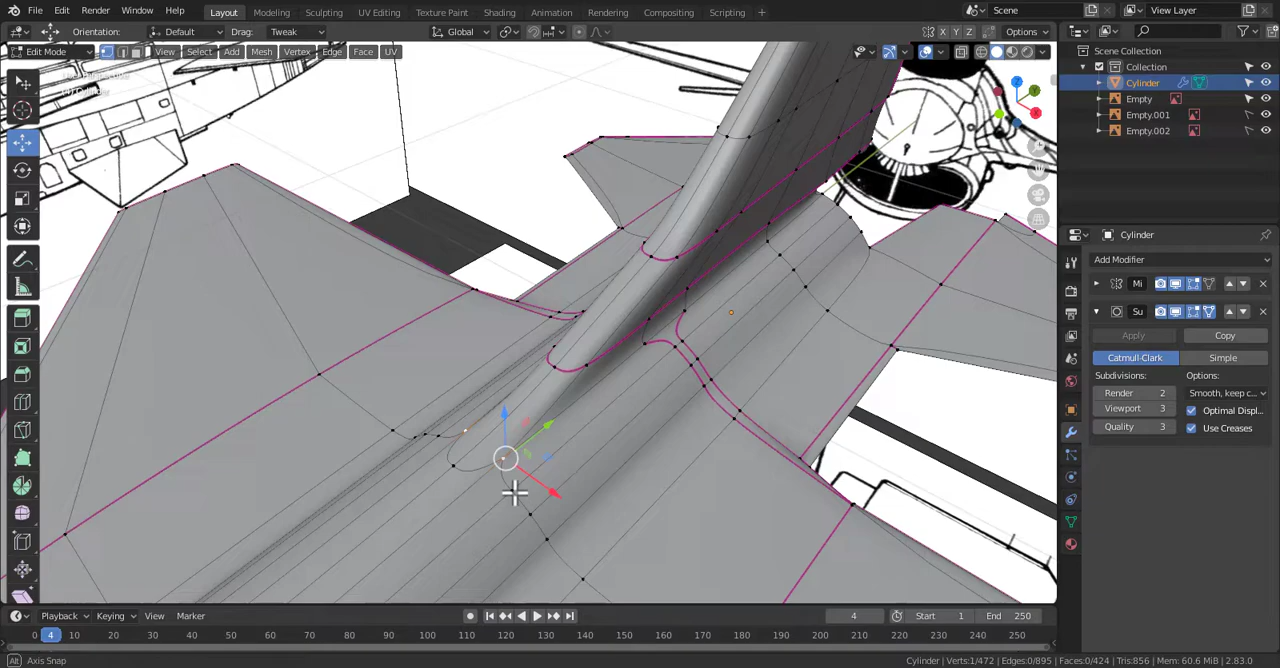 File Edit Render Window Help Layout Modeling Sculpting UV Editing Texture Paint Shading Animation Rendering Compositing Scripting Scene View Layer
Orientation: Default Drag: Tweak Global X Y Z Options
Edit Mode View Select Add Mesh Vertex Edge Face UV
Scene Collection
Collection
Cylinder
Empty
Empty.001
Empty.002
Cylinder
Add Modifier
Mi
Su
Apply Copy
Catmull-Clark Simple
Subdivisions: Options:
Render 2 Smooth, keep c...
Viewport 3 Optimal Displ...
Quality 3 Use Creases
Playback Keying View Marker 4 Start 1 End 250
0 4 10 20 30 40 50 60 70 80 90 100 110 120 130 140 150 160 170 180 190 200 210 220 230 240 250
Alt Axis Snap Cylinder | Verts:1/472 | Edges:0/895 | Faces:0/424 | Tris:856 | Mem: 60.6 MiB | 2.83.0